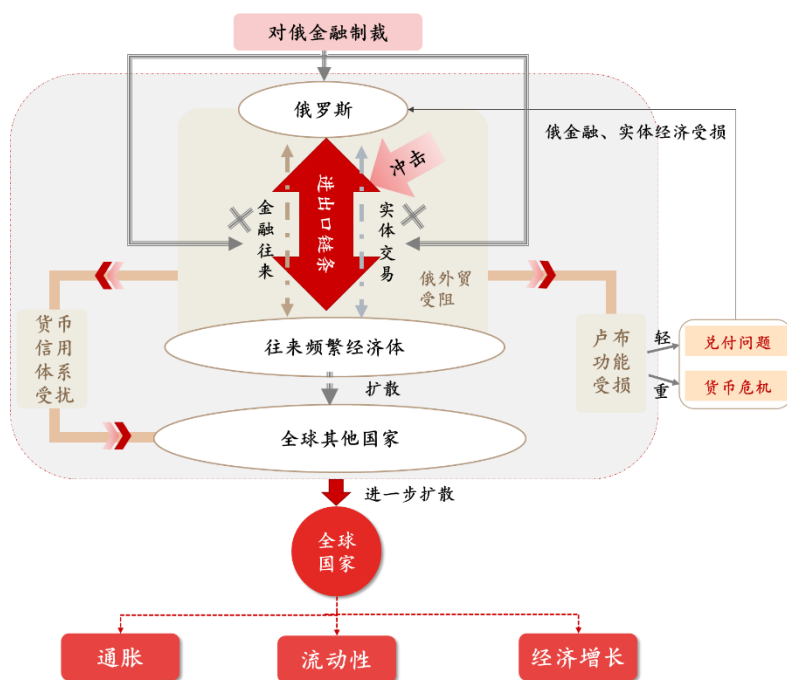 对俄金融制裁
俄罗斯
俄金融、实体经济受损
冲击
进出口链条
金融往来
实体交易
俄外贸
受阻
货币
信用
体系
受扰
卢布
功能
受损
轻
重
兑付问题
货币危机
往来频繁经济体
扩散
全球其他国家
进一步扩散
全球
国家
通胀
流动性
经济增长